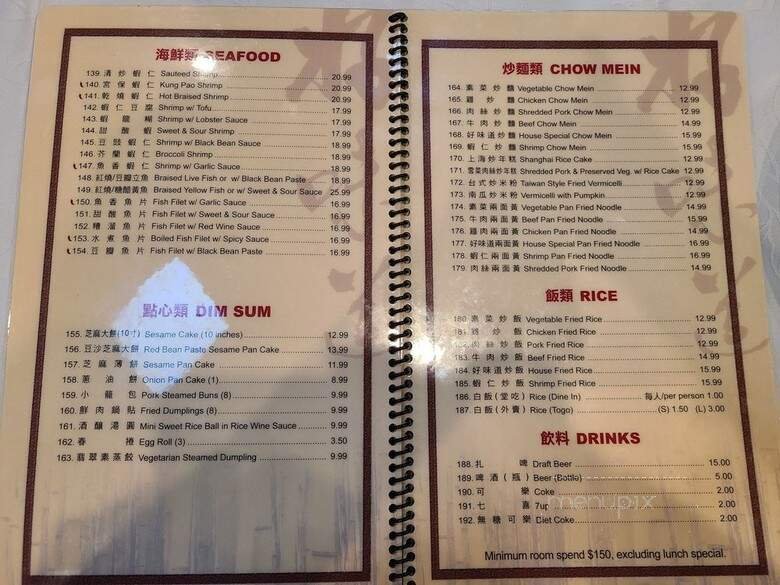 海鮮類 SEAFOOD
139. 清炒蝦仁 Sauteed Shrimp 20.99
140. 宮保蝦仁 Kung Pao Shrimp 20.99
141. 乾燒蝦仁 Hot Braised Shrimp 20.99
142. 蝦仁豆腐 Shrimp w/ Tofu 17.99
143. 蝦龍糊 Shrimp w/ Lobster Sauce 17.99
144. 甜酸蝦 Sweet & Sour Shrimp 17.99
145. 豆豉蝦仁 Shrimp w/ Black Bean Sauce 17.99
146. 芥蘭蝦仁 Broccoli Shrimp 17.99
147. 魚香蝦仁 Shrimp w/ Garlic Sauce 17.99
148. 紅燒/豆瓣立魚 Braised Live Fish or w/ Black Bean Paste 18.99
149. 紅燒/糖醋黃魚 Braised Yellow Fish or w/ Sweet & Sour Sauce 25.99
150. 魚香魚片 Fish Filet w/ Garlic Sauce 16.99
151. 甜酸魚片 Fish Filet w/ Sweet & Sour Sauce 16.99
152. 糟溜魚片 Fish Filet w/ Red Wine Sauce 16.99
153. 水煮魚片 Boiled Fish Filet w/ Spicy Sauce 16.99
154. 豆瓣魚片 Fish Filet w/ Black Bean Paste 16.99
點心類 DIM SUM
155. 芝麻大餅(10寸) Sesame Cake (10 inches) 12.99
156. 豆沙芝麻大餅 Red Bean Paste Sesame Pan Cake 13.99
157. 芝麻薄餅 Sesame Pan Cake 11.99
158. 蔥油餅 Onion Pan Cake (1) 8.99
159. 小籠包 Pork Steamed Buns (8) 9.99
160. 鮮肉鍋貼 Fried Dumplings (8) 9.99
161. 酒釀湯圓 Mini Sweet Rice Ball in Rice Wine Sauce 9.99
162. 春捲 Egg Roll (3) 3.50
163. 翡翠素蒸餃 Vegetarian Steamed Dumpling 9.99
炒麵類 CHOW MEIN
164. 素菜炒麵 Vegetable Chow Mein 12.99
165. 雞炒麵 Chicken Chow Mein 12.99
166. 肉絲炒麵 Shredded Pork Chow Mein 12.99
167. 牛肉炒麵 Beef Chow Mein 14.99
168. 好味道炒麵 House Special Chow Mein 15.99
169. 蝦仁炒麵 Shrimp Chow Mein 15.99
170. 上海炒年糕 Shanghai Rice Cake 12.99
171. 雪菜肉絲炒年糕 Shredded Pork & Preserved Veg. w/ Rice Cake 12.99
172. 台式炒米粉 Taiwan Style Fried Vermicelli 12.99
173. 南瓜炒米粉 Vermicelli with Pumpkin 12.99
174. 素菜兩面黃 Vegetable Pan Fried Noodle 14.99
175. 牛肉兩面黃 Beef Pan Fried Noodle 15.99
176. 雞肉兩面黃 Chicken Pan Fried Noodle 14.99
177. 好味道兩面黃 House Special Pan Fried Noodle 16.99
178. 蝦仁兩面黃 Shrimp Pan Fried Noodle 16.99
179. 肉絲兩面黃 Shredded Pork Pan Fried Noodle 14.99
飯類 RICE
180. 素菜炒飯 Vegetable Fried Rice 12.99
181. 雞炒飯 Chicken Fried Rice 12.99
182. 肉絲炒飯 Pork Fried Rice 12.99
183. 牛肉炒飯 Beef Fried Rice 14.99
184. 好味道炒飯 House Fried Rice 15.99
185. 蝦仁炒飯 Shrimp Fried Rice 15.99
186. 白飯(堂吃) Rice (Dine In) 每人/per person 1.00
187. 白飯(外賣) Rice (Togo) (S) 1.50 (L) 3.00
飲料 DRINKS
188. 扎啤 Draft Beer 15.00
189. 啤酒(瓶) Beer (Bottle) 5.00
190. 可樂 Coke 2.00
191. 七喜 7up 2.00
192. 無糖可樂 Diet Coke 2.00
menupix
Minimum room spend $150, excluding lunch special.